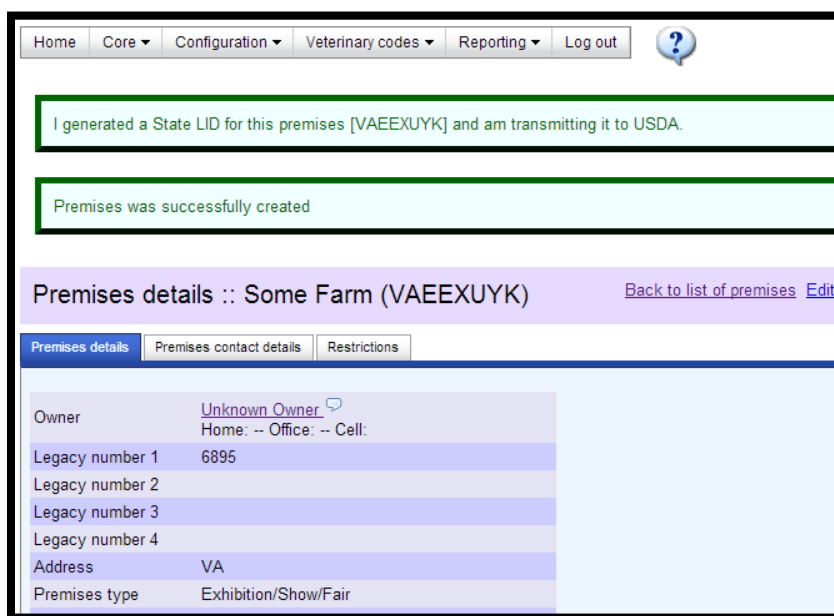 Home Core Configuration Veterinary codes Reporting Log out ?
I generated a State LID for this premises [VAEEXUYK] and am transmitting it to USDA.
Premises was successfully created
Premises details :: Some Farm (VAEEXUYK) Back to list of premises Edit
Premises details Premises contact details Restrictions
Owner Unknown Owner
Home: -- Office: -- Cell:
Legacy number 1 6895
Legacy number 2
Legacy number 3
Legacy number 4
Address VA
Premises type Exhibition/Show/Fair